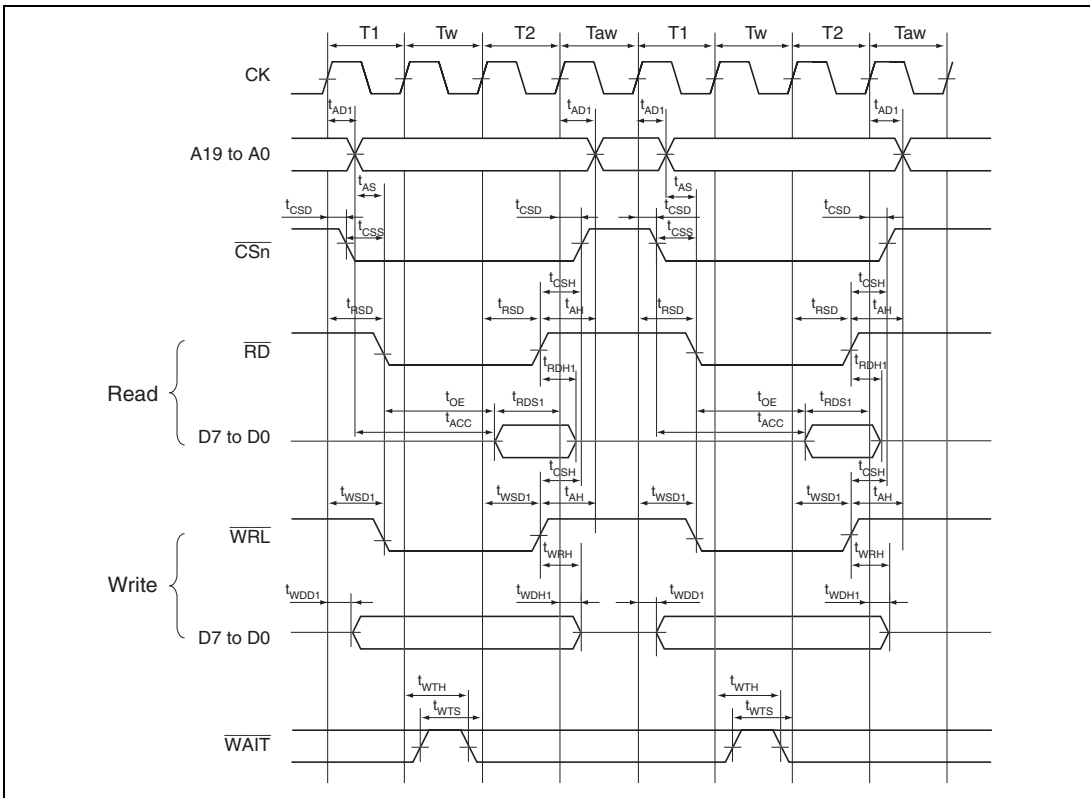 T1 Tw T2 Taw T1 Tw T2 Taw
CK
tAD1 tAD1 tAD1 tAD1
A19 to A0
tAS tAS
tCSD tCSD tCSD tCSD
tCSS tCSS
CSn
tCSH tCSH
tRSD tRSD tAH tRSD tRSD tAH
RD
tRDH1 tRDH1
Read
tOE tRDS1 tOE tRDS1
tACC tACC
D7 to D0
tCSH tCSH
tWSD1 tWSD1 tAH tWSD1 tWSD1 tAH
WRL
tWRH tWRH
Write
tWDD1 tWDH1 tWDD1 tWDH1
D7 to D0
tWTH tWTH
tWTS tWTS
WAIT